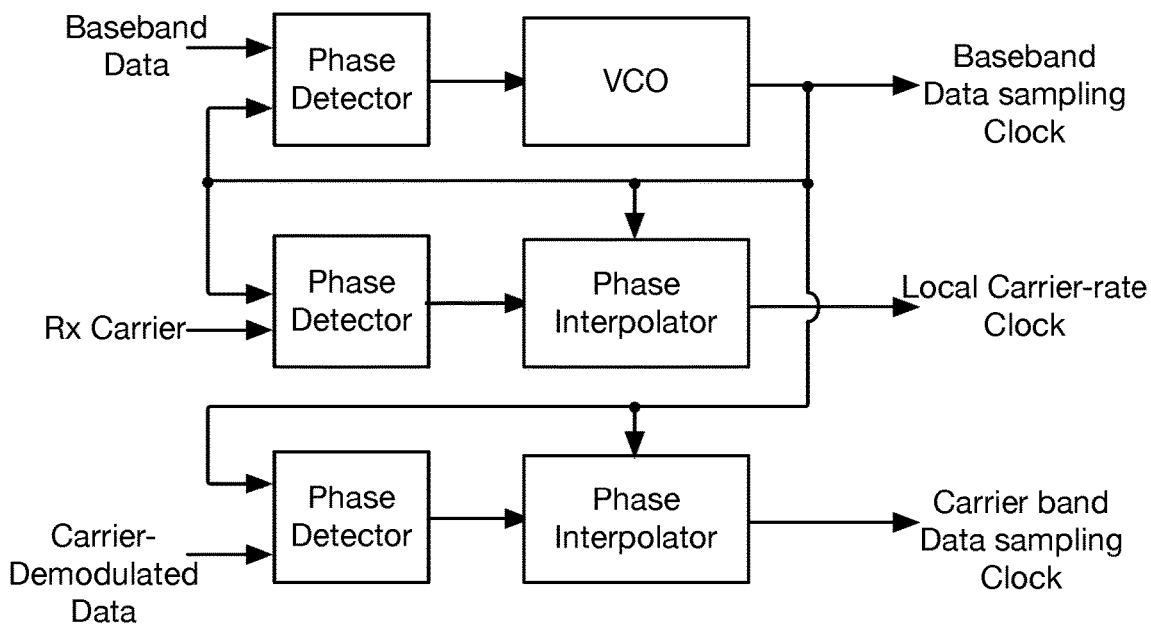 Baseband
Data
Phase
Detector
VCO
Baseband
Data sampling
Clock
Rx Carrier
Phase
Detector
Phase
Interpolator
Local Carrier-rate
Clock
Carrier-
Demodulated
Data
Phase
Detector
Phase
Interpolator
Carrier band
Data sampling
Clock